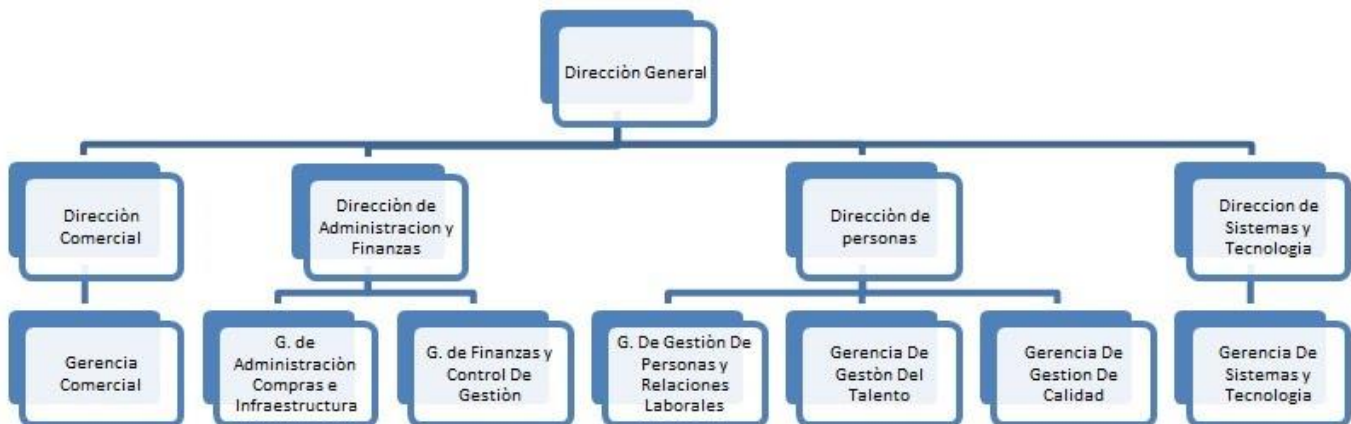 Direcciòn General
Direcciòn
Comercial
Direcciòn de
Administracion y
Finanzas
Direcciòn de
personas
Direccion de
Sistemas y
Tecnologia
Gerencia
Comercial
G. de
Administraciòn
Compras e
Infraestructura
G. de Finanzas y
Control De
Gestiòn
G. De Gestiòn De
Personas y
Relaciones
Laborales
Gerencia De
Gestòn Del
Talento
Gerencia De
Gestion De
Calidad
Gerencia De
Sistemas y
Tecnologia